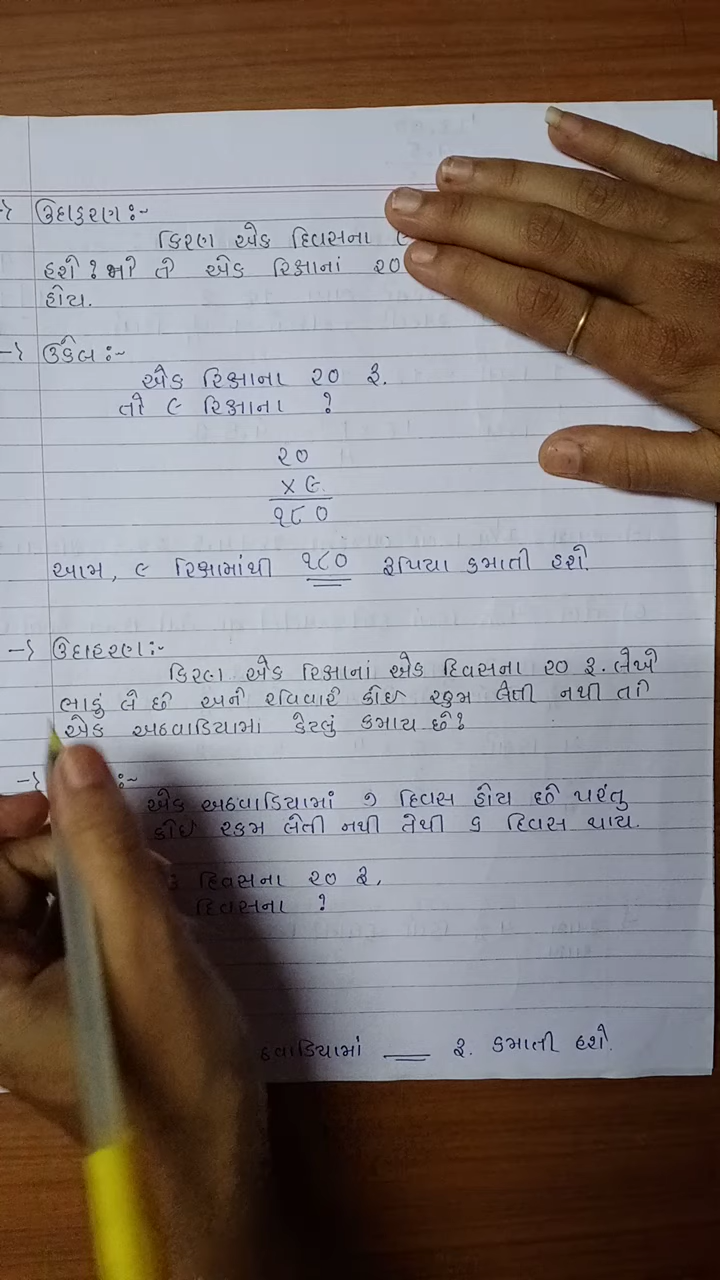 ઉદાહરણ :-
કિરણ એક દિવસના
હશે ? જો તે એક રિક્ષાનાં ૨૦
હોય.
ઉકેલ :-
એક રિક્ષાના ૨૦ રૂ.
તો ૯ રિક્ષાના ?
૨૦
X ૯
૧૮૦
આમ, ૯ રિક્ષામાંથી ૧૮૦ રૂપિયા કમાતી હશે.
ઉદાહરણ :-
કિરણ એક રિક્ષાનાં એક દિવસના ૨૦ રૂ. લેખે
ભાડું લે છે અને રવિવારે કોઈ રકમ લેતી નથી તો
એક અઠવાડિયામાં કેટલું કમાય છે?
:-
એક અઠવાડિયામાં ૭ દિવસ હોય છે પરંતુ
કોઈ રકમ લેતી નથી તેથી ૬ દિવસ થાય.
દિવસના ૨૦ રૂ.
દિવસના ?
ઠવાડિયામાં ___ રૂ. કમાતી હશે.